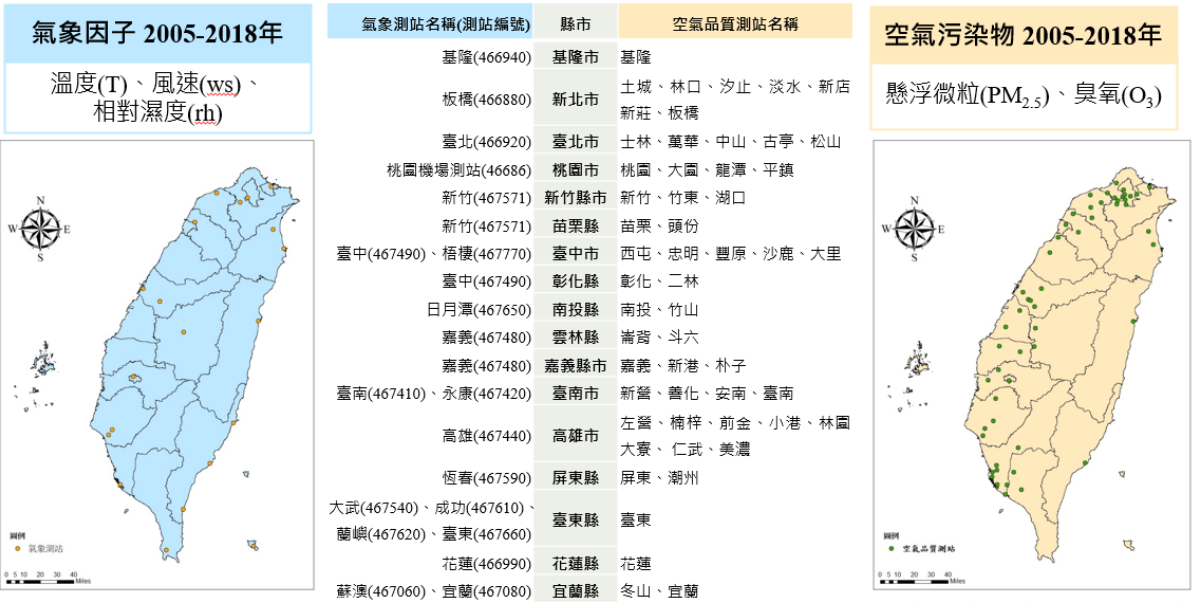 氣象因子 2005-2018年
溫度(T)、風速(ws)、
相對濕度(rh)
N
W E
S
圖例
氣象測站
0 5 10 20 30 40
Miles
氣象測站名稱(測站編號) 縣市 空氣品質測站名稱
基隆(466940) 基隆市 基隆
板橋(466880) 新北市 土城、林口、汐止、淡水、新店
新莊、板橋
臺北(466920) 臺北市 士林、萬華、中山、古亭、松山
桃園機場測站(46686) 桃園市 桃園、大園、龍潭、平鎮
新竹(467571) 新竹縣市 新竹、竹東、湖口
新竹(467571) 苗栗縣 苗栗、頭份
臺中(467490)、梧棲(467770) 臺中市 西屯、忠明、豐原、沙鹿、大里
臺中(467490) 彰化縣 彰化、二林
日月潭(467650) 南投縣 南投、竹山
嘉義(467480) 雲林縣 崙背、斗六
嘉義(467480) 嘉義縣市 嘉義、新港、朴子
臺南(467410)、永康(467420) 臺南市 新營、善化、安南、臺南
高雄(467440) 高雄市 左營、楠梓、前金、小港、林園
大寮、 仁武、美濃
恆春(467590) 屏東縣 屏東、潮州
大武(467540)、成功(467610)、
蘭嶼(467620)、臺東(467660) 臺東縣 臺東
花蓮(466990) 花蓮縣 花蓮
蘇澳(467060)、宜蘭(467080) 宜蘭縣 冬山、宜蘭
空氣污染物 2005-2018年
懸浮微粒(PM2.5)、臭氧(O3)
N
W E
S
圖例
空氣品質測站
0 5 10 20 30 40
Miles